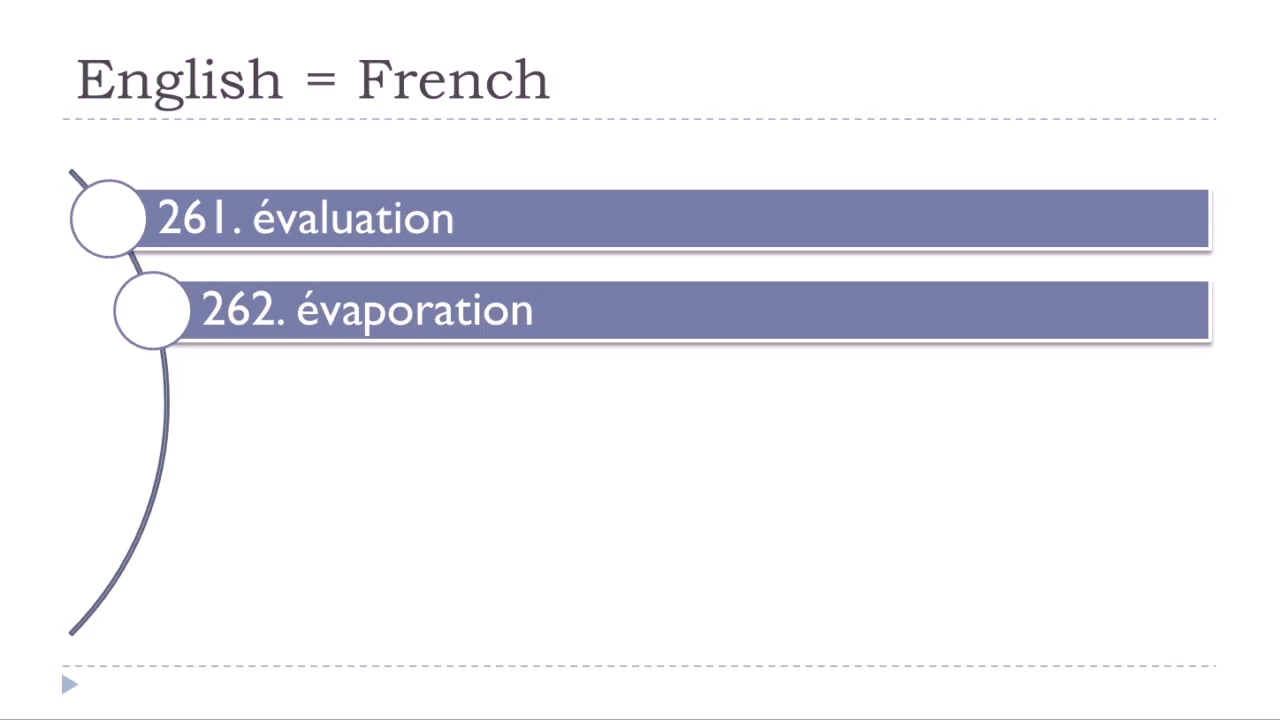 English = French
261. évaluation
262. évaporation